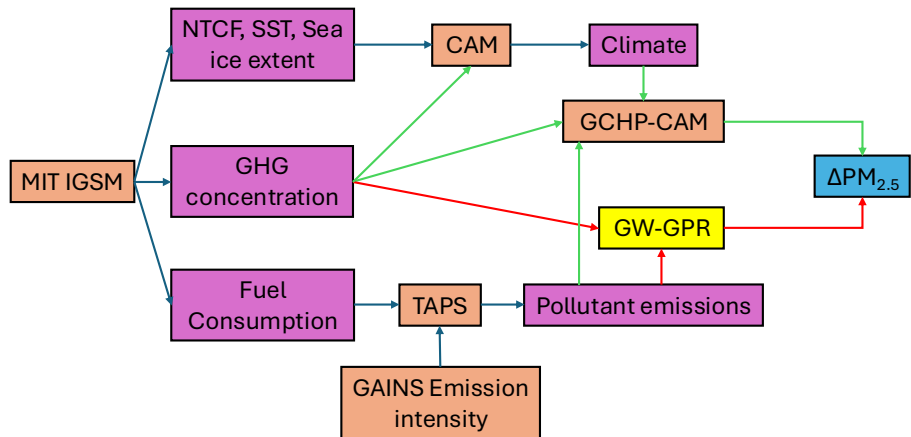 NTCF, SST, Sea
ice extent
CAM
Climate
GCHP-CAM
MIT IGSM
GHG
concentration
ΔPM₂.₅
GW-GPR
Fuel
Consumption
TAPS
Pollutant emissions
GAINS Emission
intensity